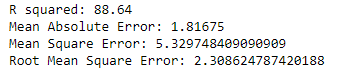 R squared: 88.64
Mean Absolute Error: 1.81675
Mean Square Error: 5.329748409090909
Root Mean Square Error: 2.308624787420188